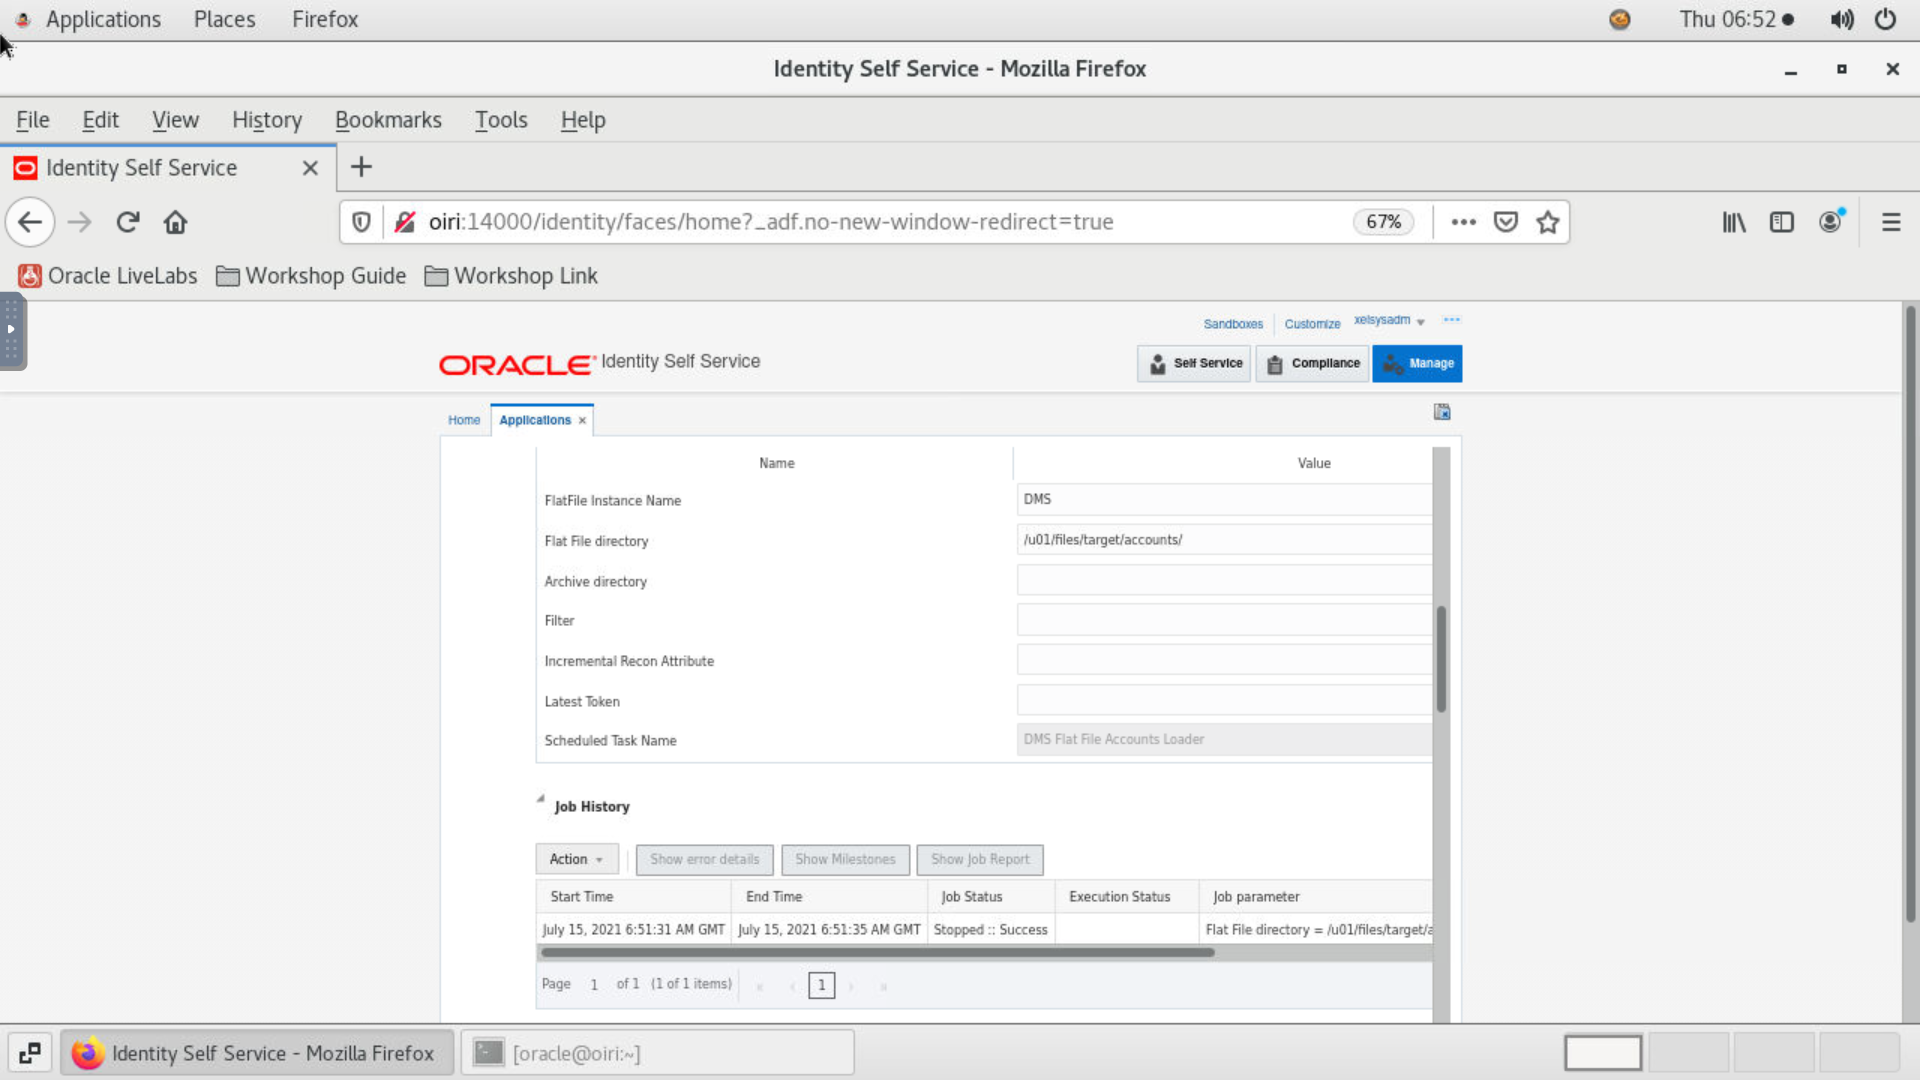 Applications Places Firefox Thu 06:52
Identity Self Service - Mozilla Firefox
File Edit View History Bookmarks Tools Help
Identity Self Service
oiri:14000/identity/faces/home?_adf.no-new-window-redirect=true 67%
Oracle LiveLabs Workshop Guide Workshop Link
Sandboxes Customize xelsysadm
ORACLE Identity Self Service Self Service Compliance Manage
Home Applications
Name Value
FlatFile Instance Name DMS
Flat File directory /u01/files/target/accounts/
Archive directory
Filter
Incremental Recon Attribute
Latest Token
Scheduled Task Name DMS Flat File Accounts Loader
Job History
Action Show error details Show Milestones Show Job Report
Start Time End Time Job Status Execution Status Job parameter
July 15, 2021 6:51:31 AM GMT July 15, 2021 6:51:35 AM GMT Stopped :: Success Flat File directory = /u01/files/target/a
Page 1 of 1 (1 of 1 items) 1
Identity Self Service - Mozilla Firefox [oracle@oiri:~]